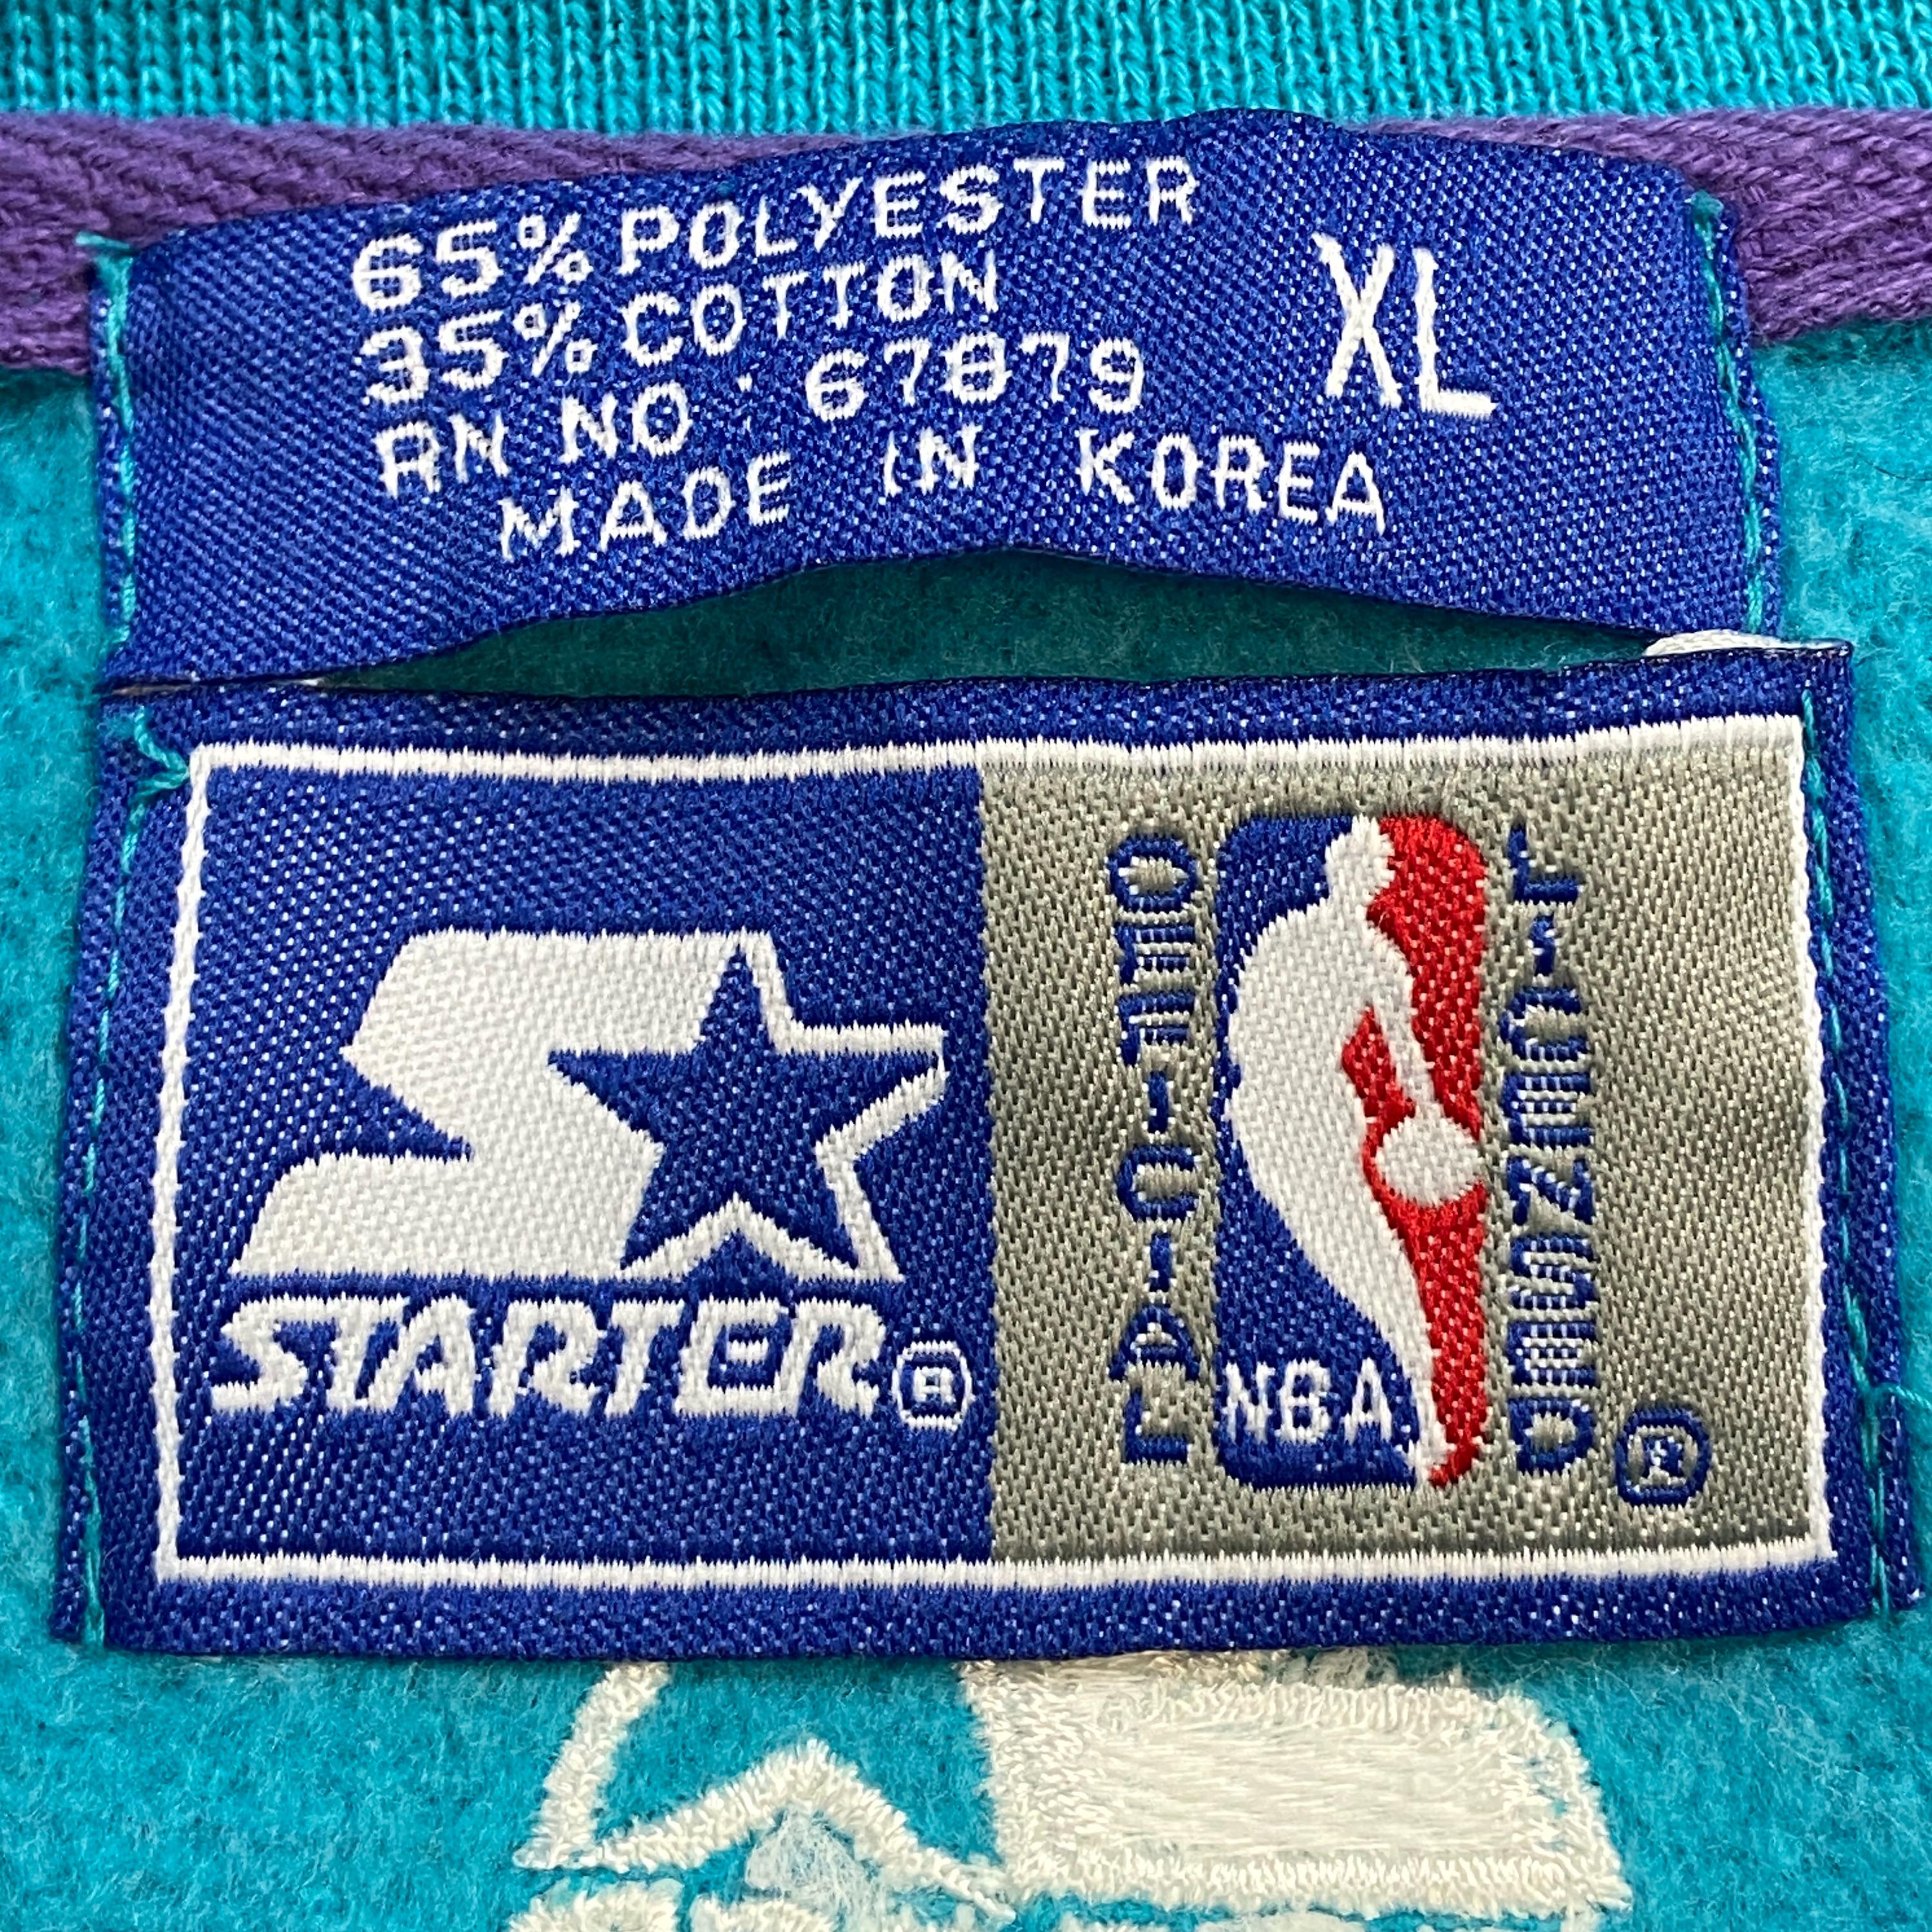 65% POLYESTER
35% COTTON
RN NO. 67879
MADE IN KOREA
XL
STARTER®
OFFICIAL
NBA
LICENSED®